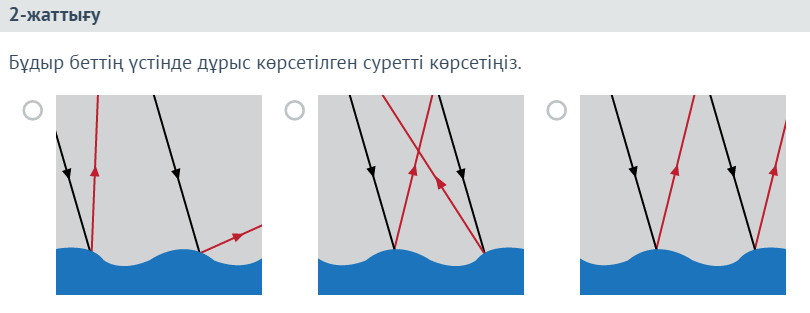 2-жаттығу
Бұдыр беттің үстінде дұрыс көрсетілген суретті көрсетіңіз.